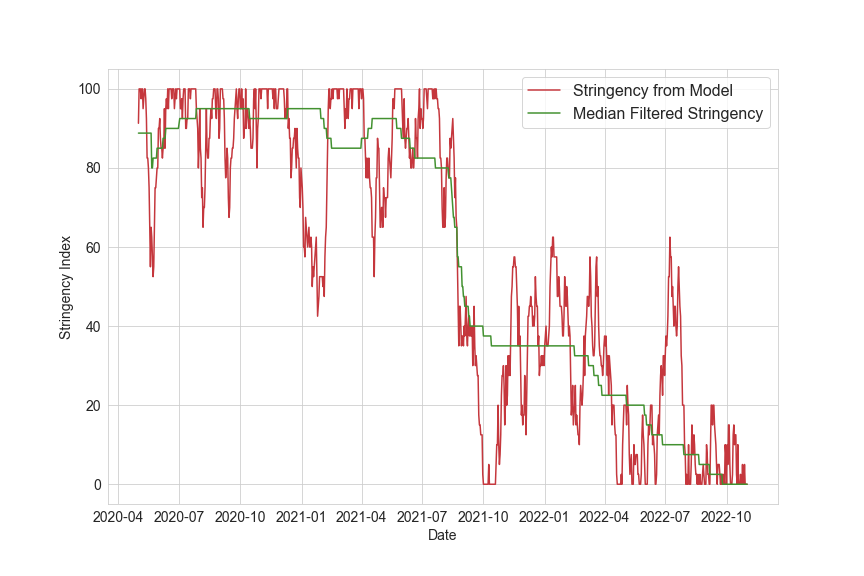 Stringency from Model
Median Filtered Stringency
100
80
60
40
20
0
Stringency Index
2020-04 2020-07 2020-10 2021-01 2021-04 2021-07 2021-10 2022-01 2022-04 2022-07 2022-10
Date